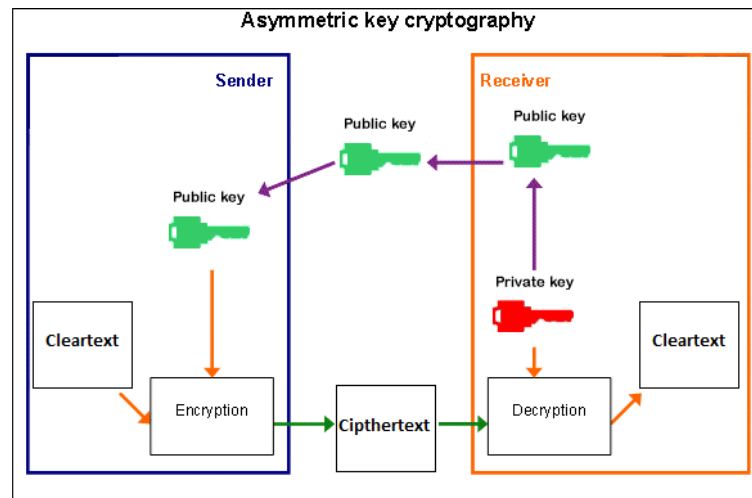 Asymmetric key cryptography
Sender
Receiver
Public key
Public key
Public key
Private key
Cleartext
Cleartext
Encryption
Cipthertext
Decryption